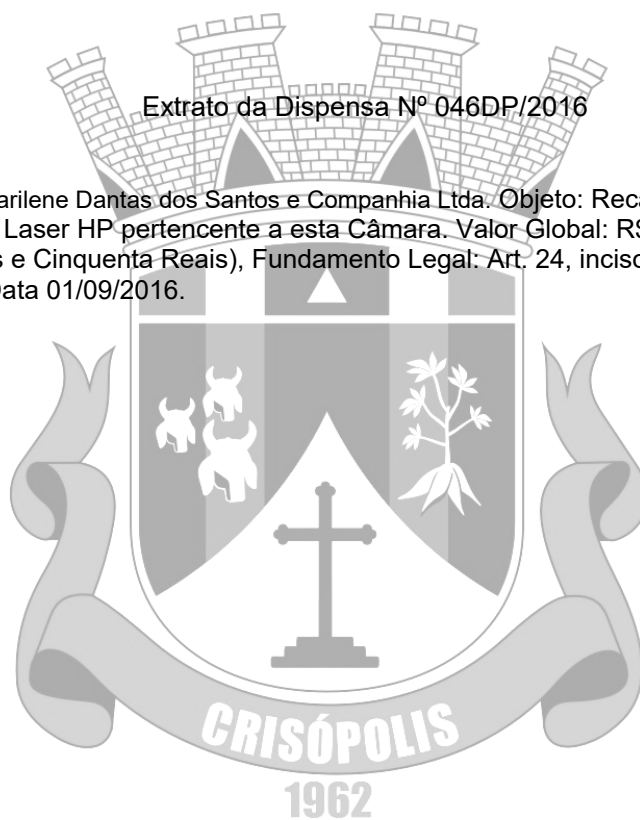 Extrato da Dispensa Nº 046DP/2016
arilene Dantas dos Santos e Companhia Ltda. Objeto: Reca
Laser HP pertencente a esta Câmara. Valor Global: R$
s e Cinquenta Reais), Fundamento Legal: Art. 24, inciso
ata 01/09/2016.
CRISÓPOLIS
1962